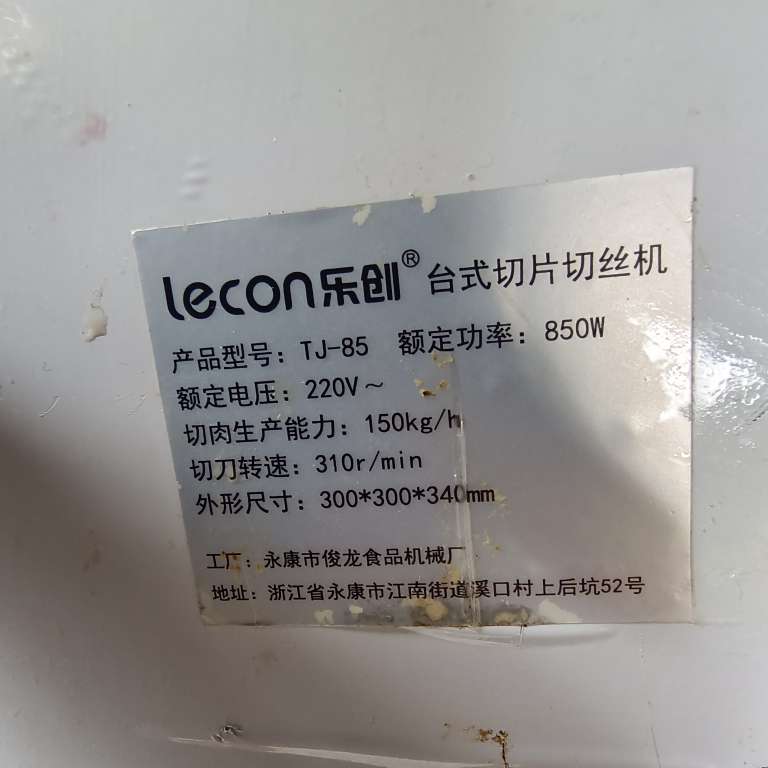 lecon乐创® 台式切片切丝机
产品型号：TJ-85 额定功率：850W
额定电压：220V～
切肉生产能力：150kg/h
切刀转速：310r/min
外形尺寸：300*300*340mm
工厂：永康市俊龙食品机械厂
地址：浙江省永康市江南街道溪口村上后坑52号